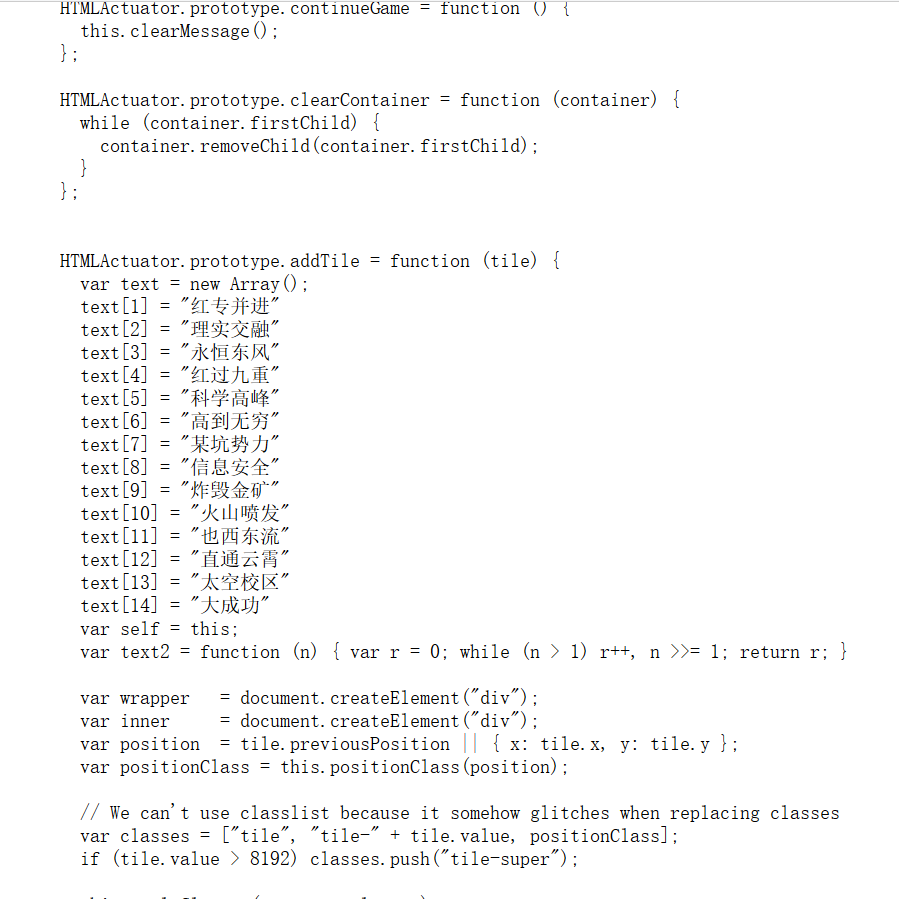 HTMLActuator.prototype.continueGame = function () {
  this.clearMessage();
};

HTMLActuator.prototype.clearContainer = function (container) {
  while (container.firstChild) {
    container.removeChild(container.firstChild);
  }
};


HTMLActuator.prototype.addTile = function (tile) {
  var text = new Array();
  text[1] = "红专并进"
  text[2] = "理实交融"
  text[3] = "永恒东风"
  text[4] = "红过九重"
  text[5] = "科学高峰"
  text[6] = "高到无穷"
  text[7] = "某坑势力"
  text[8] = "信息安全"
  text[9] = "炸毁金矿"
  text[10] = "火山喷发"
  text[11] = "也西东流"
  text[12] = "直通云霄"
  text[13] = "太空校区"
  text[14] = "大成功"
  var self = this;
  var text2 = function (n) { var r = 0; while (n > 1) r++, n >>= 1; return r; }

  var wrapper   = document.createElement("div");
  var inner     = document.createElement("div");
  var position  = tile.previousPosition || { x: tile.x, y: tile.y };
  var positionClass = this.positionClass(position);

  // We can't use classlist because it somehow glitches when replacing classes
  var classes = ["tile", "tile-" + tile.value, positionClass];
  if (tile.value > 8192) classes.push("tile-super");